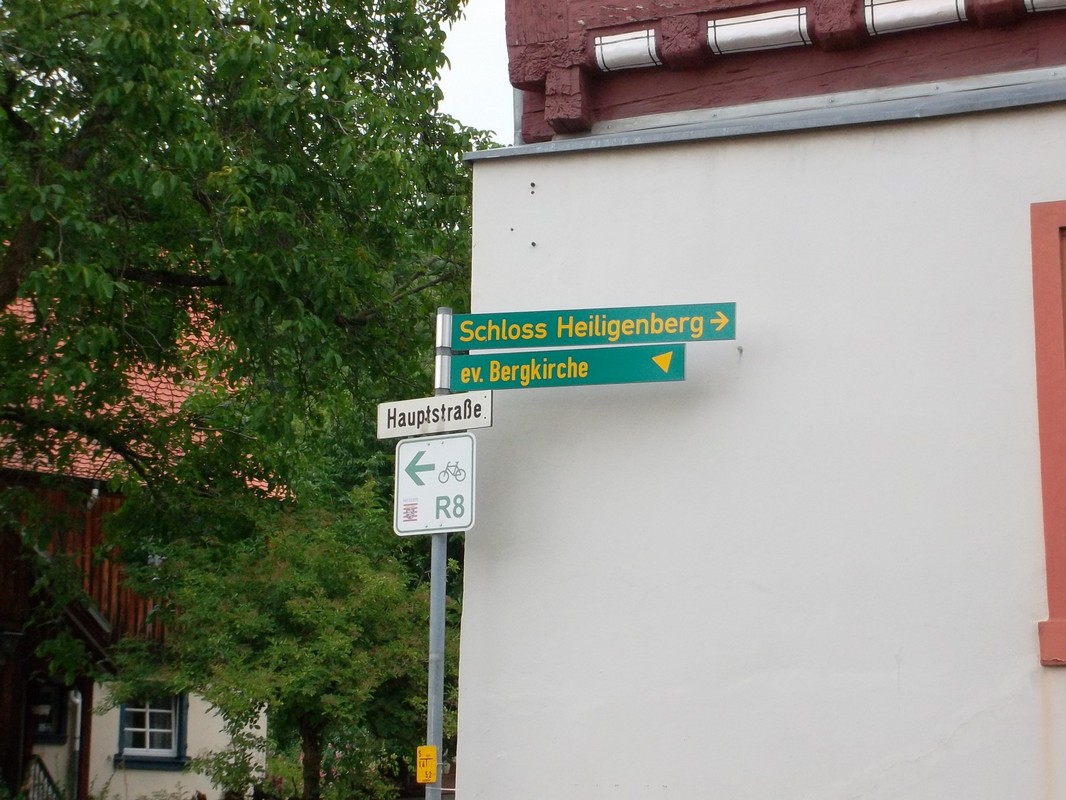 Schloss Heiligenberg
ev. Bergkirche
Hauptstraße
R8